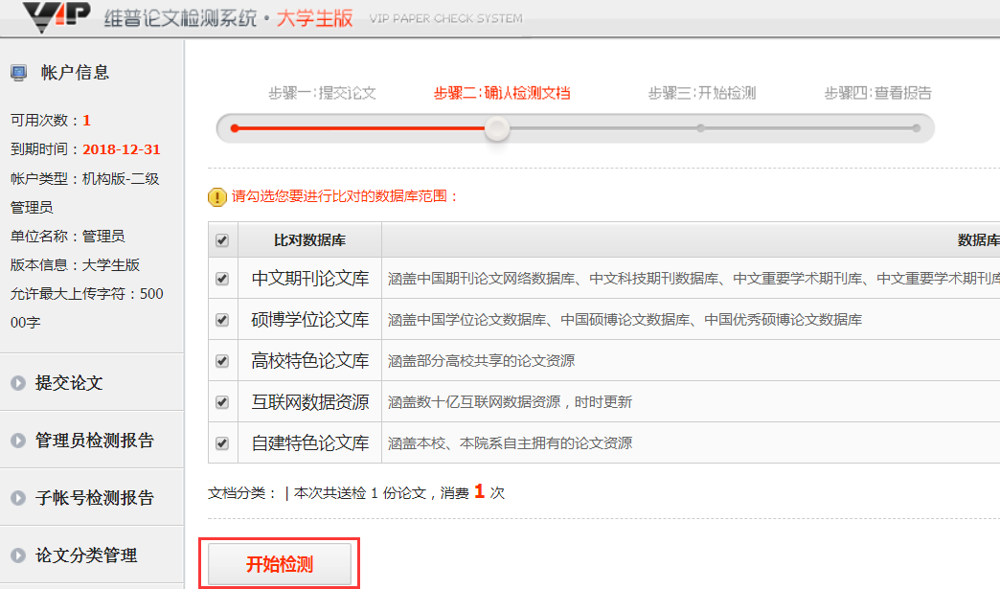 VIP 维普论文检测系统·大学生版 VIP PAPER CHECK SYSTEM
帐户信息
可用次数：1
到期时间：2018-12-31
帐户类型：机构版-二级
管理员
单位名称：管理员
版本信息：大学生版
允许最大上传字符：500
00字
提交论文
管理员检测报告
子帐号检测报告
论文分类管理
步骤一:提交论文 步骤二:确认检测文档 步骤三:开始检测 步骤四:查看报告
请勾选您要进行比对的数据库范围：
比对数据库 数据库
中文期刊论文库 涵盖中国期刊论文网络数据库、中文科技期刊数据库、中文重要学术期刊库、中文重要学术期刊库
硕博学位论文库 涵盖中国学位论文数据库、中国硕博论文数据库、中国优秀硕博论文数据库
高校特色论文库 涵盖部分高校共享的论文资源
互联网数据资源 涵盖数十亿互联网数据资源，时时更新
自建特色论文库 涵盖本校、本院系自主拥有的论文资源
文档分类： | 本次共送检 1 份论文，消费 1 次
开始检测